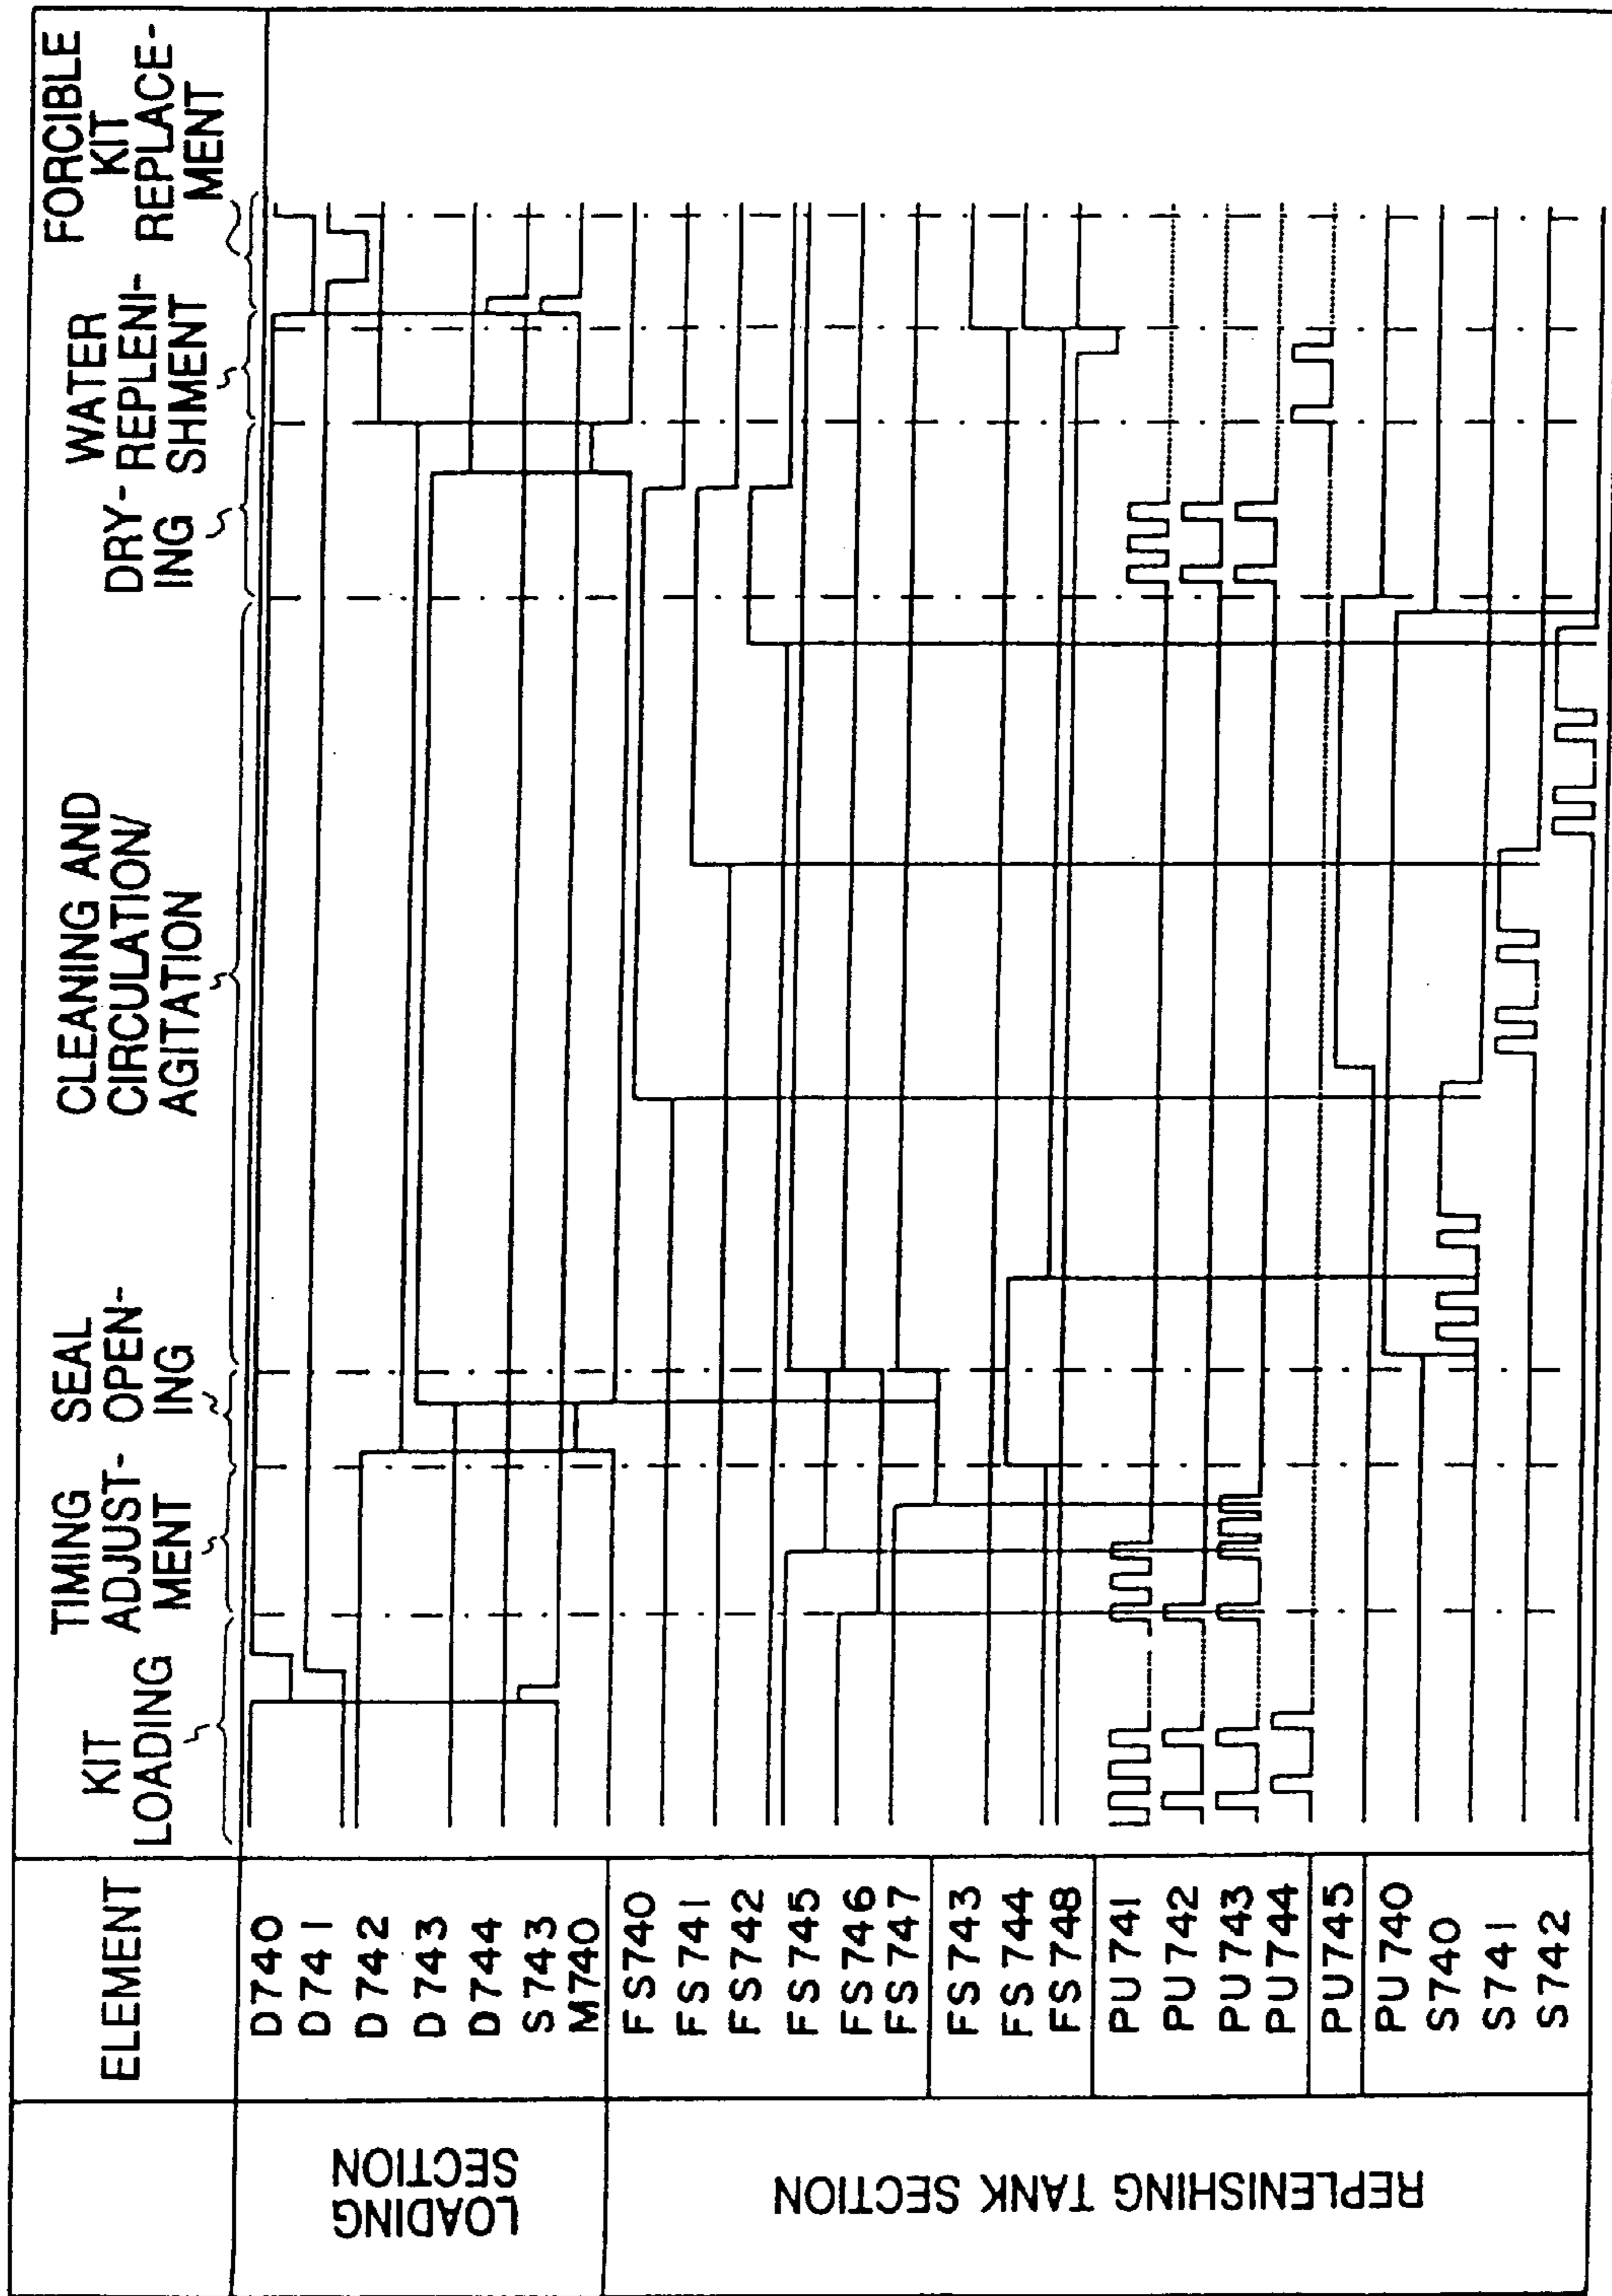 ELEMENT
KIT
LOADING
TIMING
ADJUST-
MENT
SEAL
OPEN-
ING
CLEANING AND
CIRCULATION/
AGITATION
DRY-
ING
WATER
REPLENI-
SHMENT
FORCIBLE
KIT
REPLACE-
MENT
LOADING
SECTION
D740
D741
D742
D743
D744
S743
M740
REPLENISHING TANK SECTION
FS740
FS741
FS742
FS745
FS746
FS747
FS743
FS744
FS748
PU741
PU742
PU743
PU744
PU745
PU740
S740
S741
S742